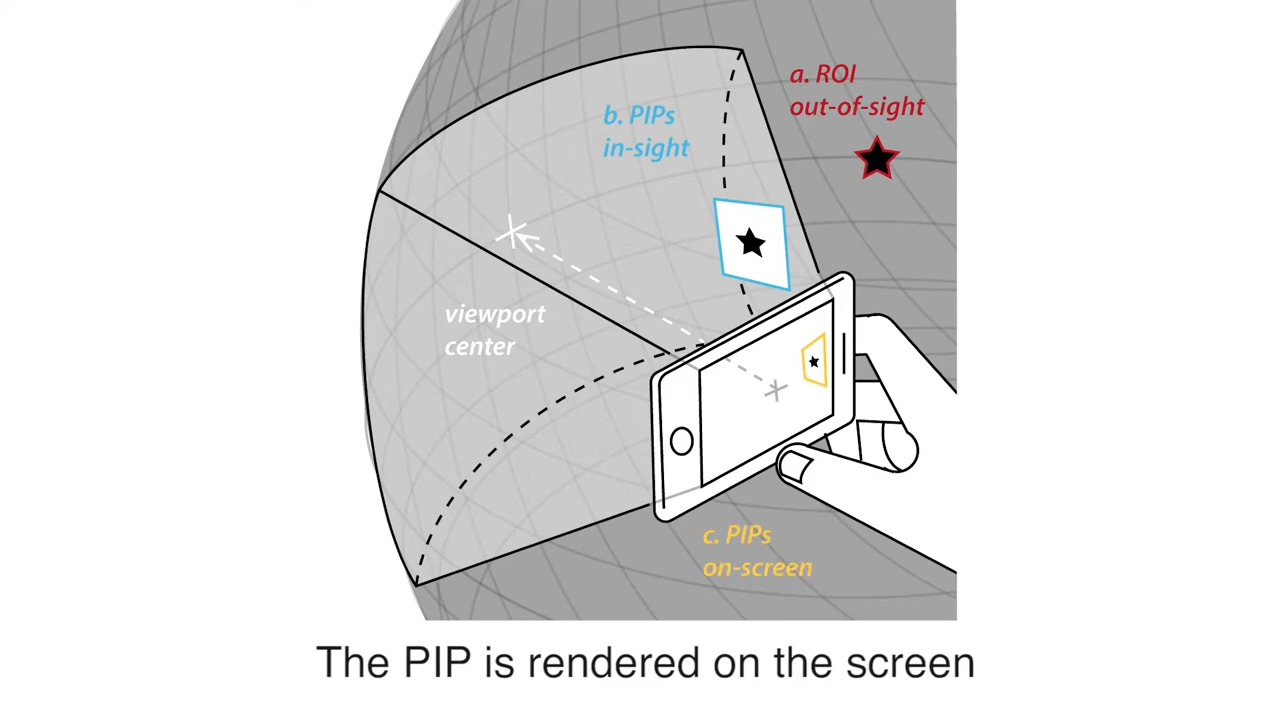 a. ROI
out-of-sight
b. PIPs
in-sight
viewport
center
c. PIPs
on-screen
The PIP is rendered on the screen